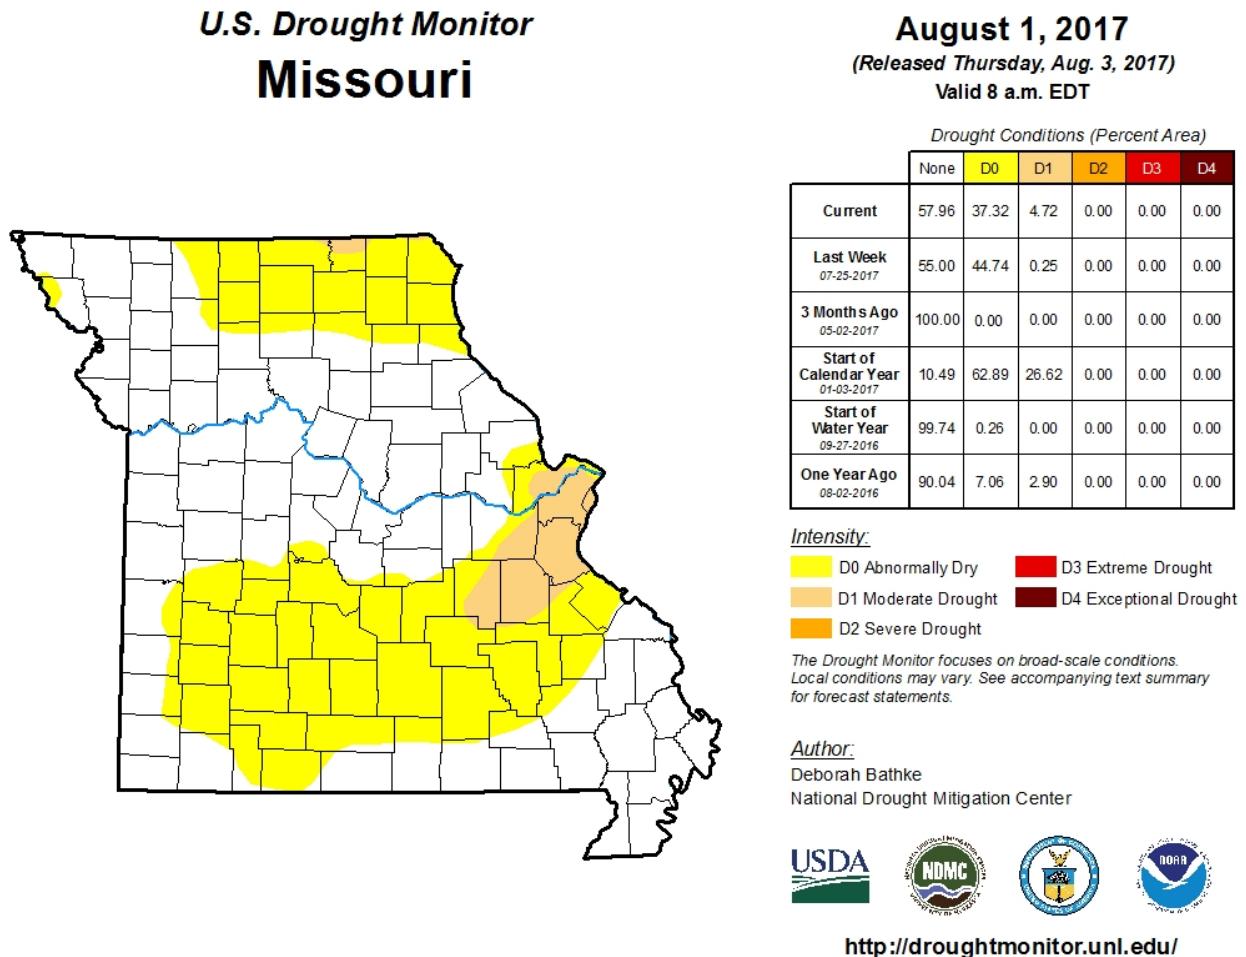 U.S. Drought Monitor
Missouri
August 1, 2017
(Released Thursday, Aug. 3, 2017)
Valid 8 a.m. EDT
Drought Conditions (Percent Area)
None D0 D1 D2 D3 D4
Current 57.96 37.32 4.72 0.00 0.00 0.00
Last Week
07-25-2017
55.00 44.74 0.25 0.00 0.00 0.00
3 Months Ago
05-02-2017
100.00 0.00 0.00 0.00 0.00 0.00
Start of
Calendar Year
01-03-2017
10.49 62.89 26.62 0.00 0.00 0.00
Start of
Water Year
09-27-2016
99.74 0.26 0.00 0.00 0.00 0.00
One Year Ago
08-02-2016
90.04 7.06 2.90 0.00 0.00 0.00
Intensity:
D0 Abnormally Dry
D1 Moderate Drought
D2 Severe Drought
D3 Extreme Drought
D4 Exceptional Drought
The Drought Monitor focuses on broad-scale conditions.
Local conditions may vary. See accompanying text summary
for forecast statements.
Author:
Deborah Bathke
National Drought Mitigation Center
USDA
NDMC
NOAA
http://droughtmonitor.unl.edu/